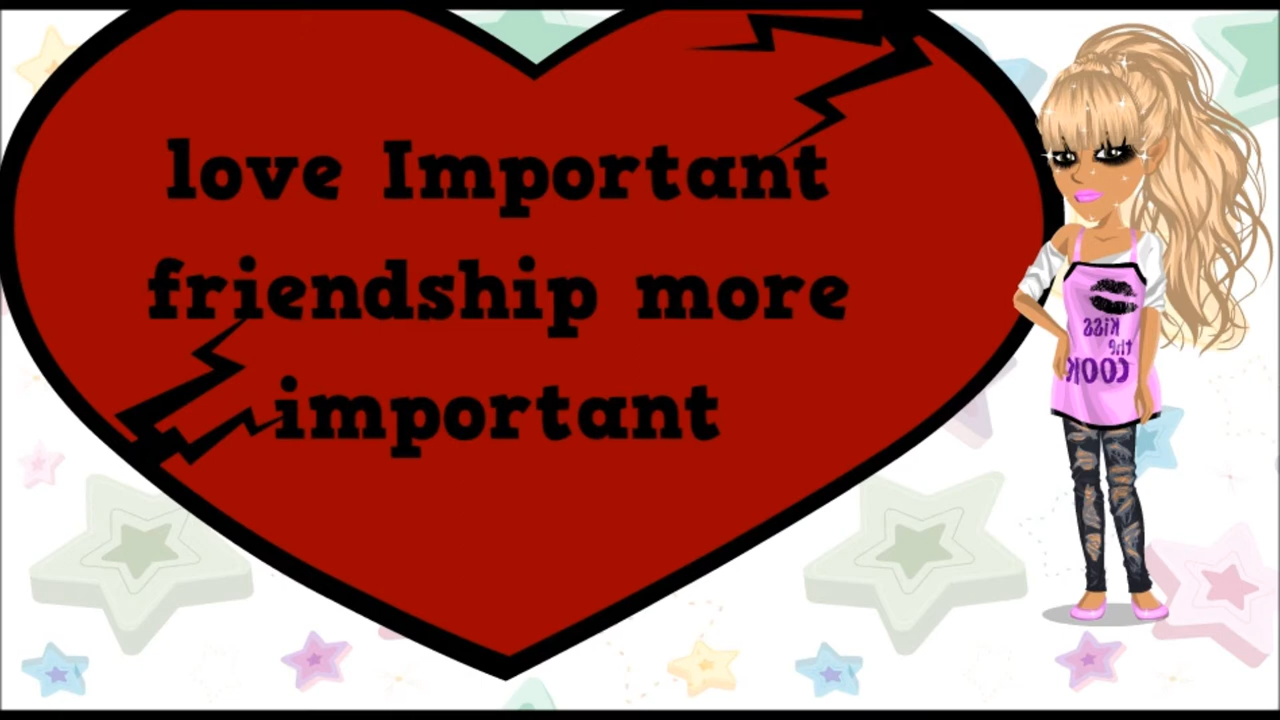 love Important
friendship more
important
Kiss
the
COOK